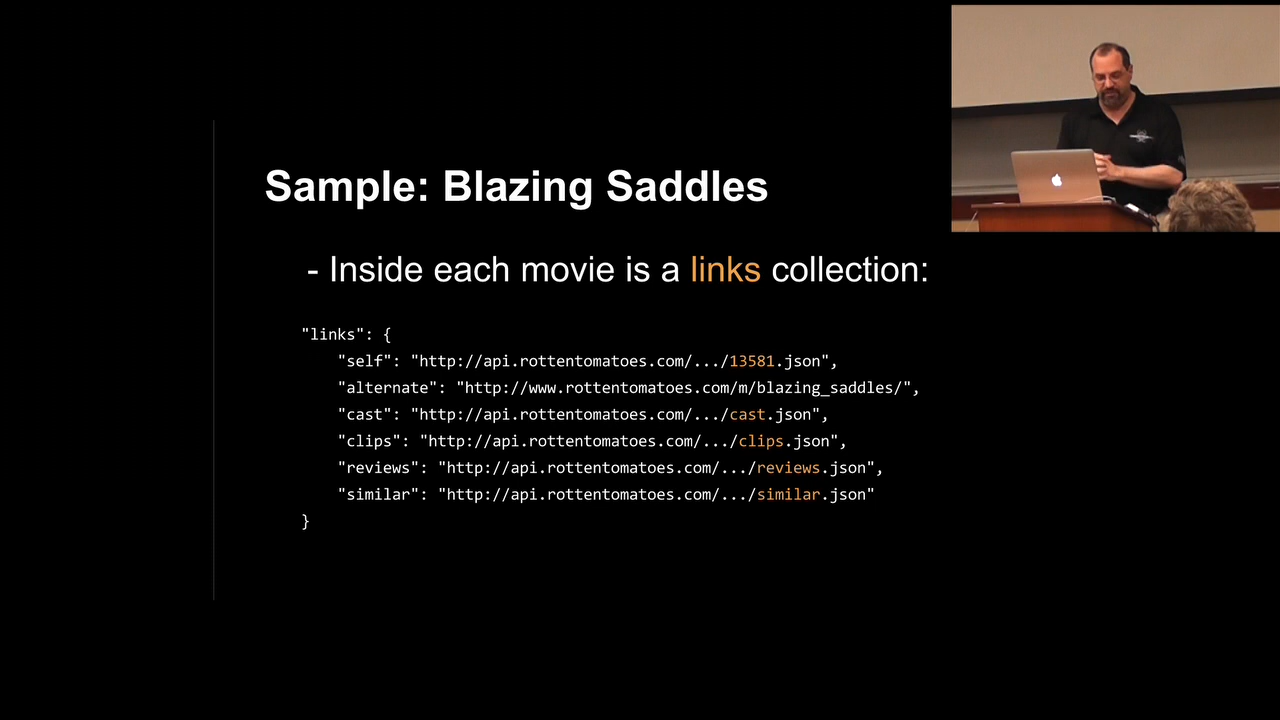 Sample: Blazing Saddles
- Inside each movie is a links collection:
"links": {
"self": "http://api.rottentomatoes.com/.../13581.json",
"alternate": "http://www.rottentomatoes.com/m/blazing_saddles/",
"cast": "http://api.rottentomatoes.com/.../cast.json",
"clips": "http://api.rottentomatoes.com/.../clips.json",
"reviews": "http://api.rottentomatoes.com/.../reviews.json",
"similar": "http://api.rottentomatoes.com/.../similar.json"
}